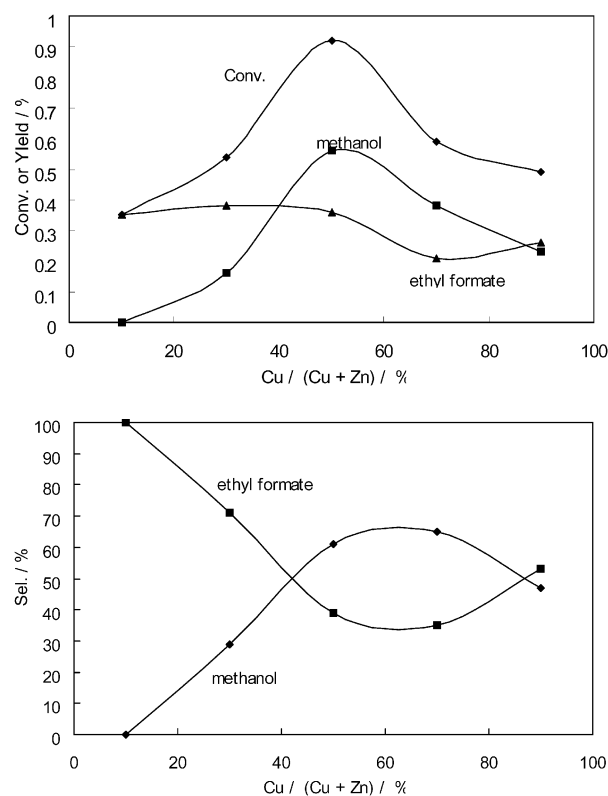 1
0.9
0.8
0.7
0.6
0.5
0.4
0.3
0.2
0.1
0
Conv. or YIeld / %
Conv.
methanol
ethyl formate
0 20 40 60 80 100
Cu / (Cu + Zn) / %
100
90
80
70
60
50
40
30
20
10
0
Sel. / %
ethyl formate
methanol
0 20 40 60 80 100
Cu / (Cu + Zn) / %